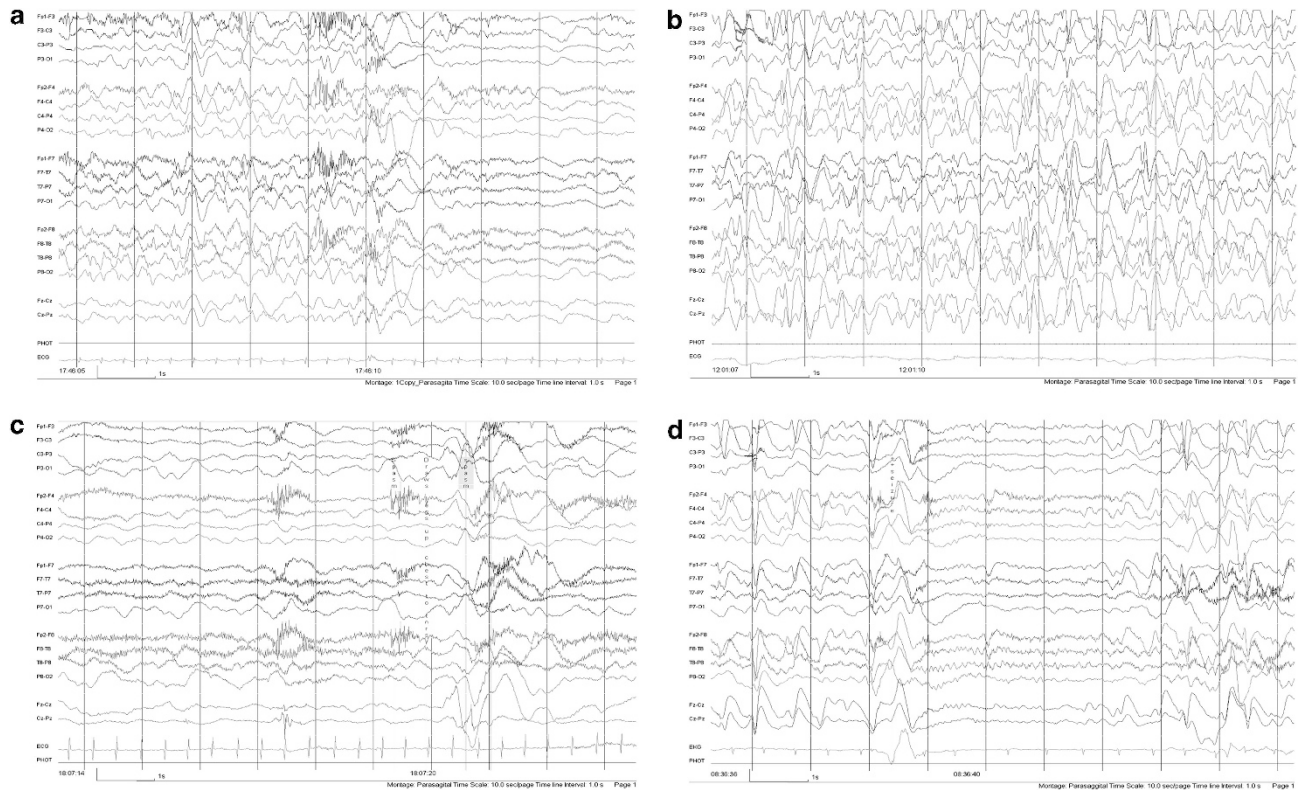 a
Fp1-F3
F3-C3
C3-P3
P3-O1
Fp2-F4
F4-C4
C4-P4
P4-O2
Fp1-F7
F7-T7
T7-P7
P7-O1
Fp2-F8
F8-T8
T8-P8
P8-O2
Fz-Cz
Cz-Pz
PHOT
ECG
17:46:05 17:46:10
1s
Montage: 1Copy_Parasagital Time Scale: 10.0 sec/page Time line Interval: 1.0 s Page 1
b
Fp1-F3
F3-C3
C3-P3
P3-O1
Fp2-F4
F4-C4
C4-P4
P4-O2
Fp1-F7
F7-T7
T7-P7
P7-O1
Fp2-F8
F8-T8
T8-P8
P8-O2
Fz-Cz
Cz-Pz
PHOT
ECG
12:01:07 12:01:10
1s
Montage: Parasagital Time Scale: 10.0 sec/page Time line Interval: 1.0 s Page 1
c
Fp1-F3
F3-C3
C3-P3
P3-O1
Fp2-F4
F4-C4
C4-P4
P4-O2
Fp1-F7
F7-T7
T7-P7
P7-O1
Fp2-F8
F8-T8
T8-P8
P8-O2
Fz-Cz
Cz-Pz
ECG
PHOT
spasm
spasm
18:07:14 18:07:20
1s
Montage: Parasagital Time Scale: 10.0 sec/page Time line Interval: 1.0 s Page 1
d
Fp1-F3
F3-C3
C3-P3
P3-O1
Fp2-F4
F4-C4
C4-P4
P4-O2
Fp1-F7
F7-T7
T7-P7
P7-O1
Fp2-F8
F8-T8
T8-P8
P8-O2
Fz-Cz
Cz-Pz
EKG
PHOT
08:36:36 08:36:40
1s
Montage: Parasaggital Time Scale: 10.0 sec/page Time line Interval: 1.0 s Page 1